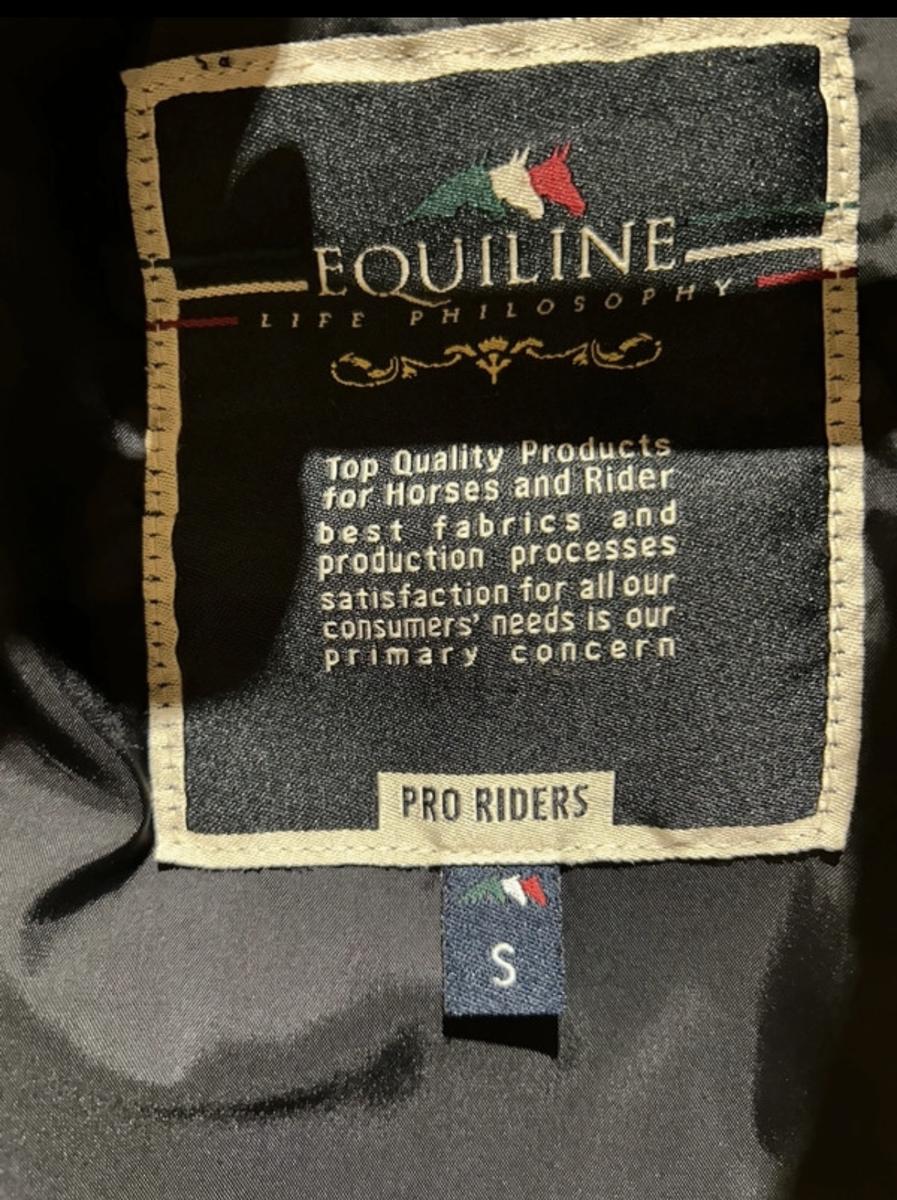 EQUILINE
LIFE PHILOSOPHY
Top Quality Products
for Horses and Rider
best fabrics and
production processes
satisfaction for all our
consumers' needs is our
primary concern
PRO RIDERS
S